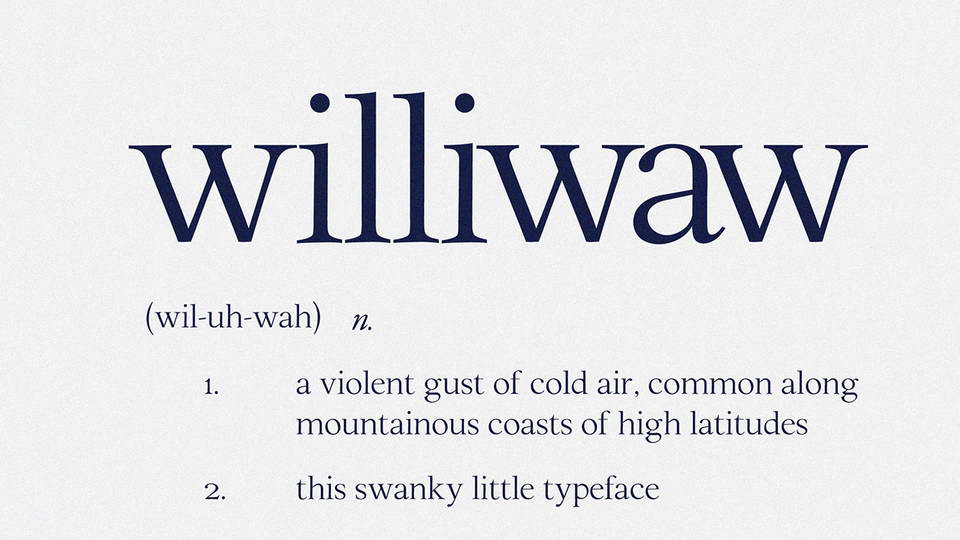 williwaw
(wil-uh-wah) n.
1. a violent gust of cold air, common along
mountainous coasts of high latitudes
2. this swanky little typeface